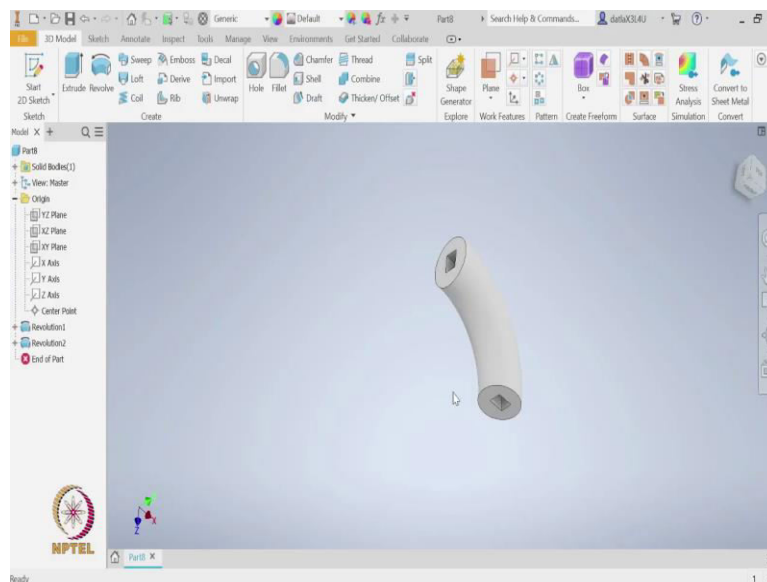 Generic Default Part8 Search Help & Commands... datiaX3L4U
File 3D Model Sketch Annotate Inspect Tools Manage View Environments Get Started Collaborate
Start 2D Sketch
Extrude Revolve
Sweep Emboss Decal
Loft Derive Import
Coil Rib Unwrap
Hole Fillet
Chamfer Thread Split
Shell Combine
Draft Thicken/ Offset
Shape Generator
Plane
Box
Stress Analysis
Convert to Sheet Metal
Sketch Create Modify Explore Work Features Pattern Create Freeform Surface Simulation Convert
Model X +
Part8
Solid Bodies(1)
View: Master
Origin
YZ Plane
XZ Plane
XY Plane
X Axis
Y Axis
Z Axis
Center Point
Revolution1
Revolution2
End of Part
Z X
NPTEL
Part8 X
Ready 1